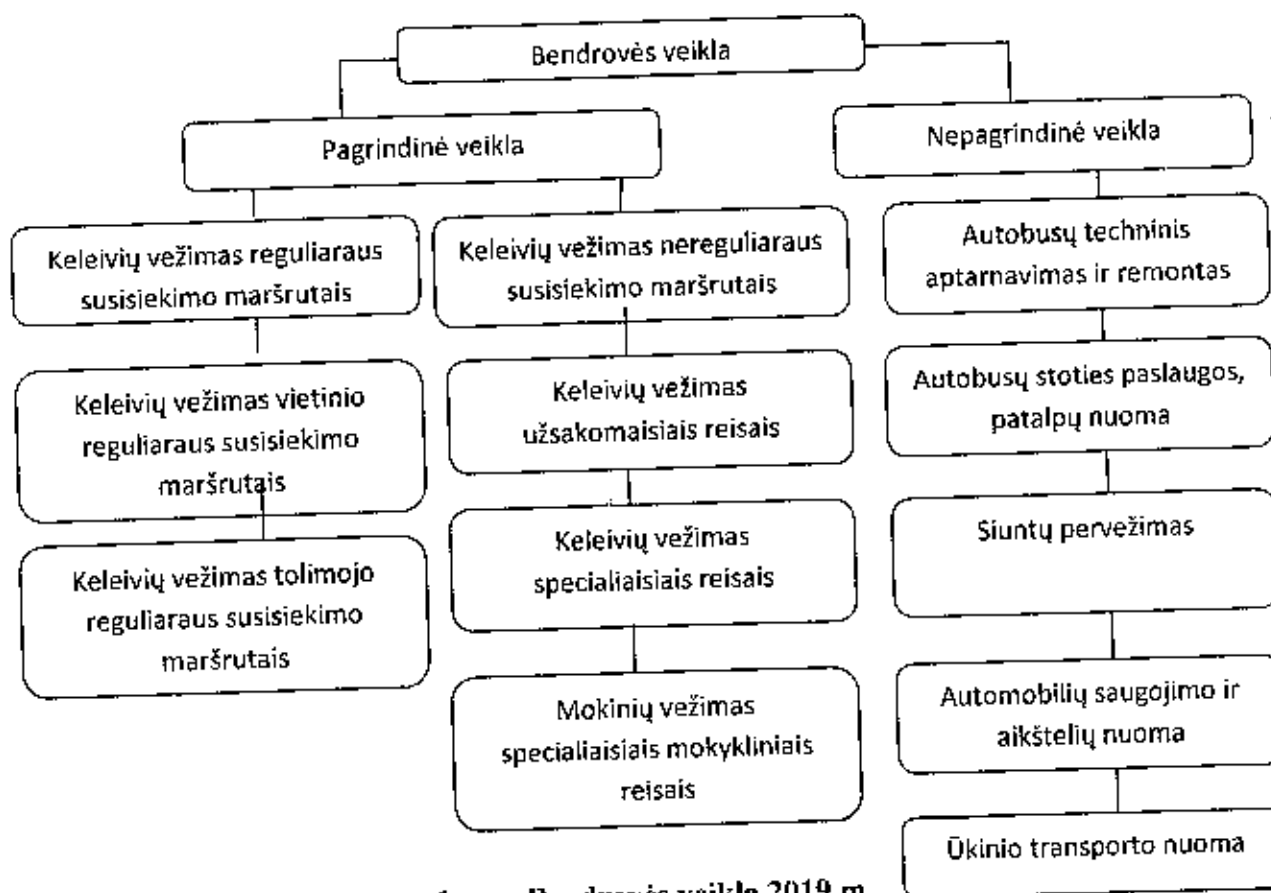 Bendrovės veikla
Pagrindinė veikla
Nepagrindinė veikla
Keleivių vežimas reguliaraus
susisiekimo maršrutais
Keleivių vežimas nereguliaraus
susisiekimo maršrutais
Autobusų techninis
aptarnavimas ir remontas
Keleivių vežimas vietinio
reguliaraus susisiekimo
maršrutais
Keleivių vežimas
užsakomaisiais reisais
Autobusų stoties paslaugos,
patalpų nuoma
Keleivių vežimas tolimojo
reguliaraus susisiekimo
maršrutais
Keleivių vežimas
specialiaisiais reisais
Siuntų pervežimas
Mokinių vežimas
specialiaisiais mokykliniais
reisais
Automobilių saugojimo ir
aikštelių nuoma
Ūkinio transporto nuoma
Bendrovės veikla 2019 m